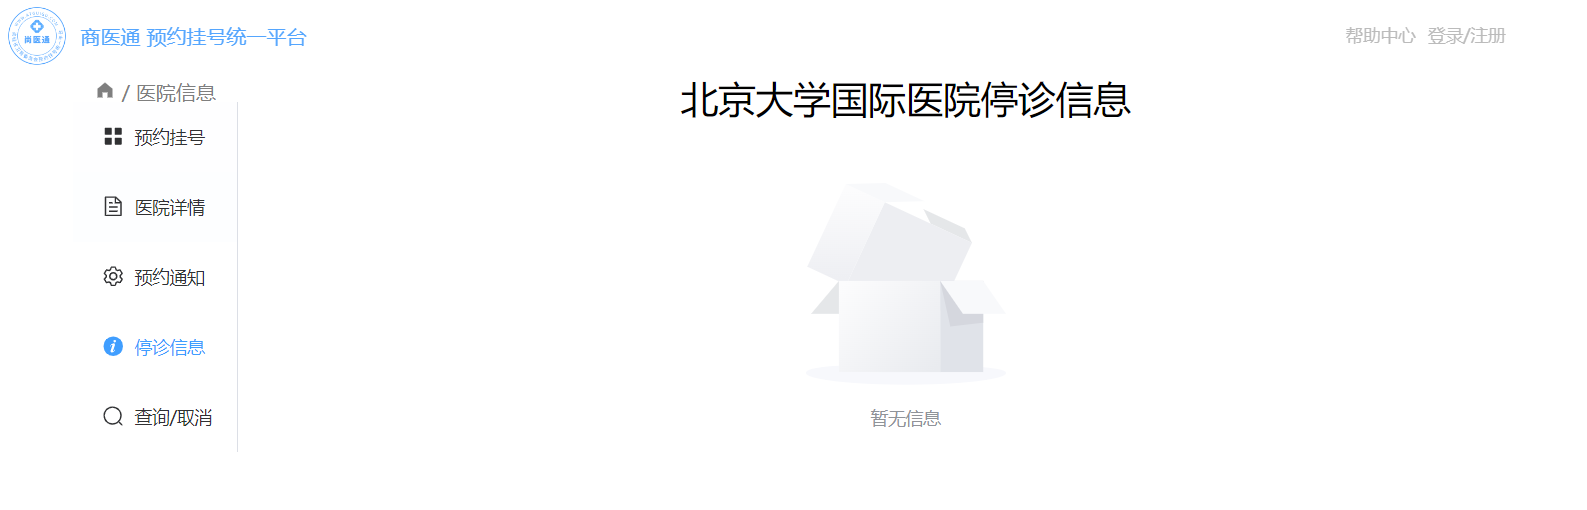 尚医通
商医通 预约挂号统一平台
帮助中心 登录/注册
/ 医院信息
预约挂号
医院详情
预约通知
停诊信息
查询/取消
北京大学国际医院停诊信息
暂无信息